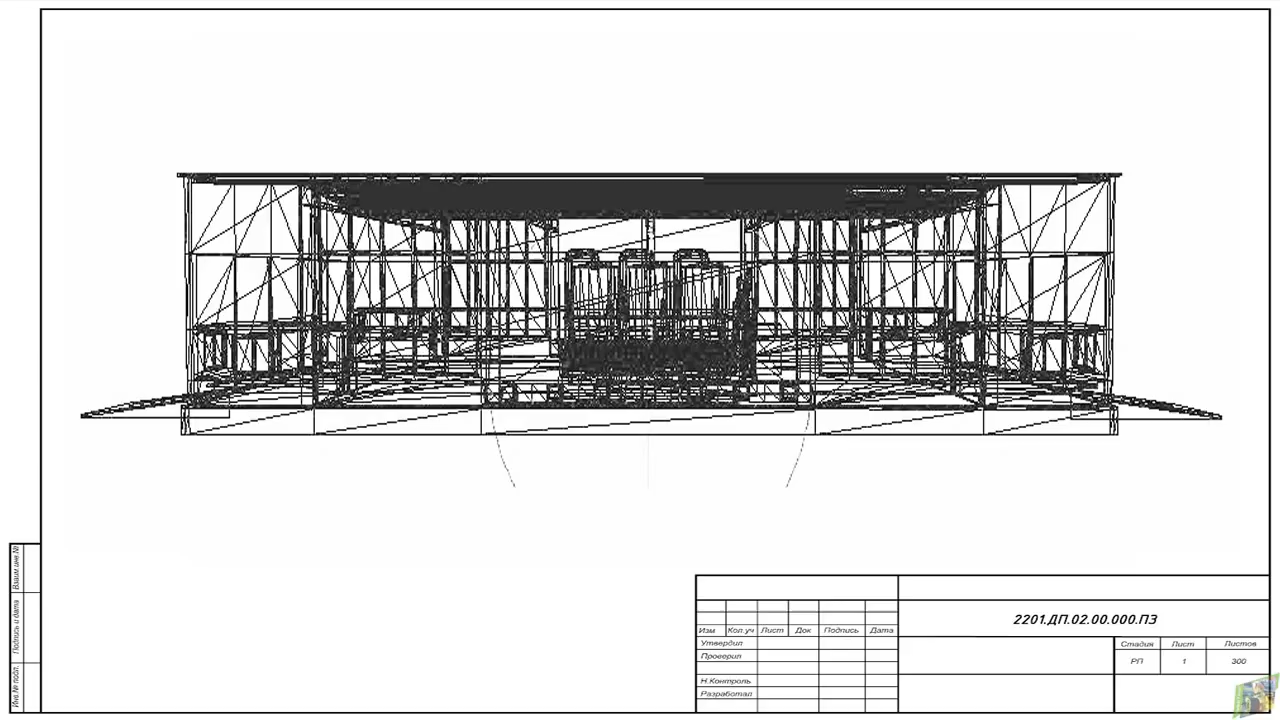 Взаим.инв.№
Подпись и дата
Инв.№ подл.
2201.ДП.02.00.000.ПЗ
Изм Кол.уч Лист Док Подпись Дата
Утвердил
Проверил
Н.Контроль
Разработал
Стадия Лист Листов
РП 1 300